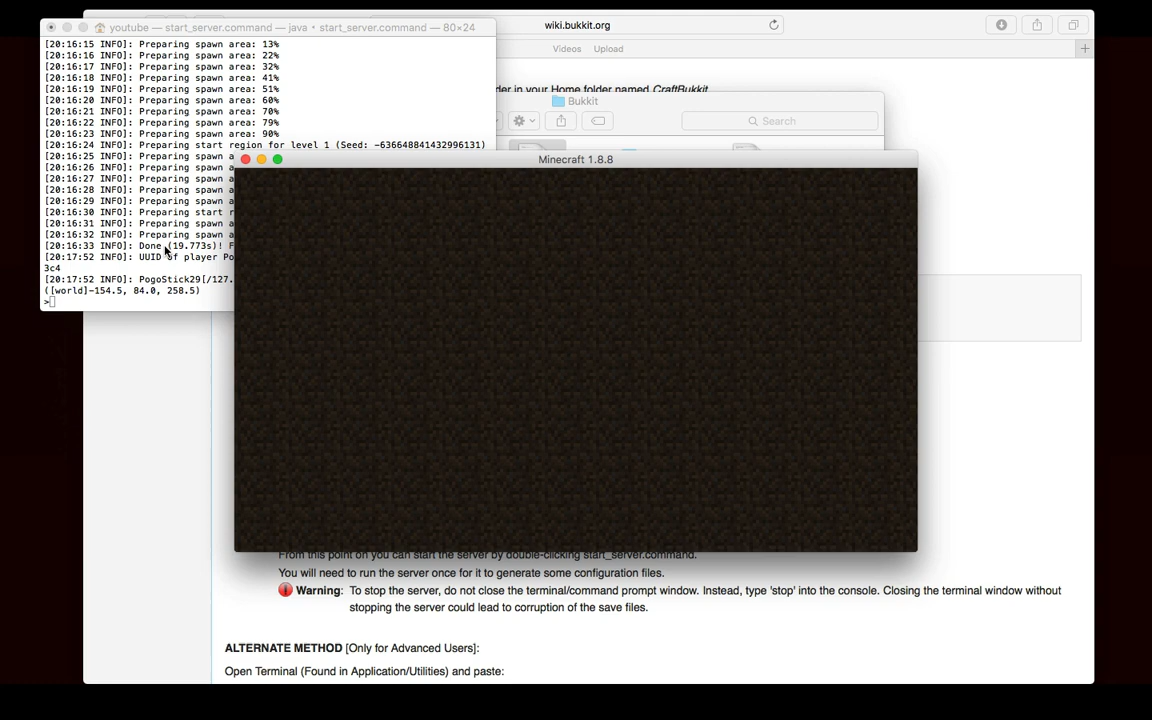 youtube — start_server.command — java • start_server.command — 80×24
wiki.bukkit.org
Videos Upload
[20:16:15 INFO]: Preparing spawn area: 13%
[20:16:16 INFO]: Preparing spawn area: 22%
[20:16:17 INFO]: Preparing spawn area: 32%
[20:16:18 INFO]: Preparing spawn area: 41%
[20:16:19 INFO]: Preparing spawn area: 51%
[20:16:20 INFO]: Preparing spawn area: 60%
[20:16:21 INFO]: Preparing spawn area: 70%
[20:16:22 INFO]: Preparing spawn area: 79%
[20:16:23 INFO]: Preparing spawn area: 90%
[20:16:24 INFO]: Preparing start region for level 1 (Seed: -636648841432996131)
[20:16:25 INFO]: Preparing spawn a
[20:16:26 INFO]: Preparing spawn a
[20:16:27 INFO]: Preparing spawn a
[20:16:28 INFO]: Preparing spawn a
[20:16:29 INFO]: Preparing spawn a
[20:16:30 INFO]: Preparing start r
[20:16:31 INFO]: Preparing spawn a
[20:16:32 INFO]: Preparing spawn a
[20:16:33 INFO]: Done (19.773s)! F
[20:17:52 INFO]: UUID of player Po
3c4
[20:17:52 INFO]: PogoStick29[/127.
([world]-154.5, 84.0, 258.5)
>
der in your Home folder named CraftBukkit
Bukkit
Search
Minecraft 1.8.8
From this point on you can start the server by double-clicking start_server.command.
You will need to run the server once for it to generate some configuration files.
Warning: To stop the server, do not close the terminal/command prompt window. Instead, type 'stop' into the console. Closing the terminal window without
stopping the server could lead to corruption of the save files.
ALTERNATE METHOD [Only for Advanced Users]:
Open Terminal (Found in Application/Utilities) and paste: